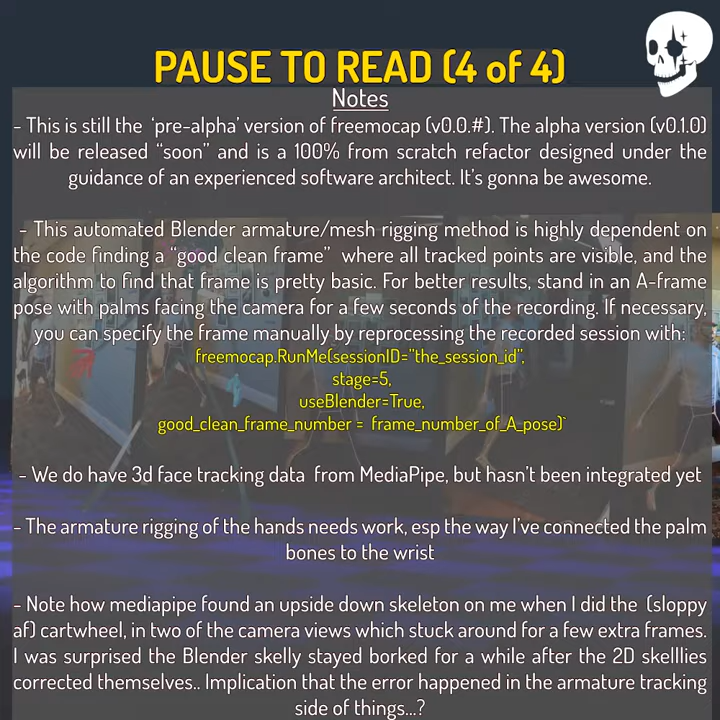 PAUSE TO READ (4 of 4)
Notes
- This is still the 'pre-alpha' version of freemocap (v0.0.#). The alpha version (v0.1.0)
will be released “soon” and is a 100% from scratch refactor designed under the
guidance of an experienced software architect. It’s gonna be awesome.
- This automated Blender armature/mesh rigging method is highly dependent on
the code finding a “good clean frame” where all tracked points are visible, and the
algorithm to find that frame is pretty basic. For better results, stand in an A-frame
pose with palms facing the camera for a few seconds of the recording. If necessary,
you can specify the frame manually by reprocessing the recorded session with:
freemocap.RunMe(sessionID="the_session_id",
stage=5,
useBlender=True,
good_clean_frame_number = frame_number_of_A_pose)`
- We do have 3d face tracking data from MediaPipe, but hasn’t been integrated yet
- The armature rigging of the hands needs work, esp the way I’ve connected the palm
bones to the wrist
- Note how mediapipe found an upside down skeleton on me when I did the (sloppy
af) cartwheel, in two of the camera views which stuck around for a few extra frames.
I was surprised the Blender skelly stayed borked for a while after the 2D skelllies
corrected themselves.. Implication that the error happened in the armature tracking
side of things...?